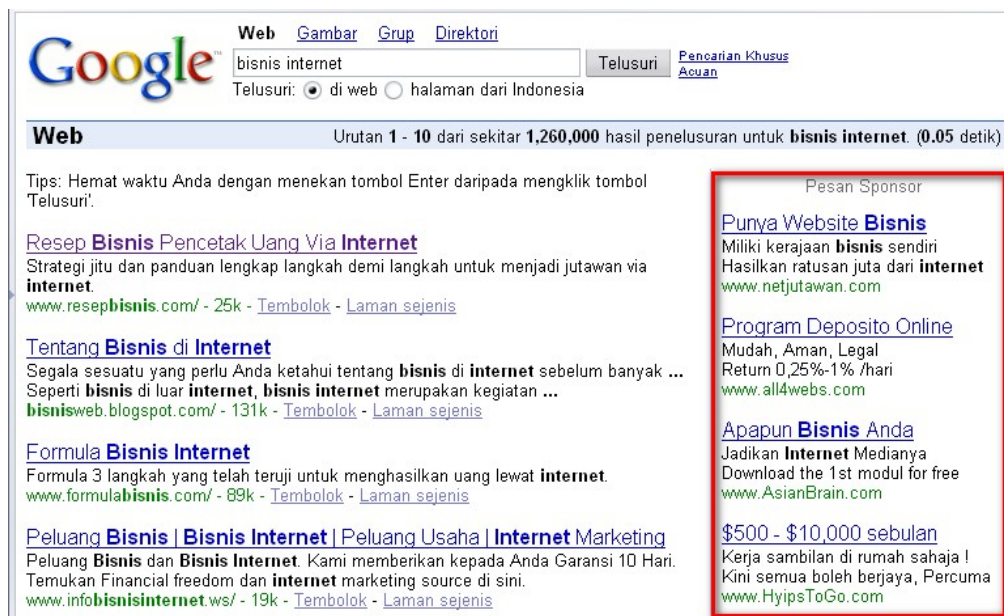 Google™
Web Gambar Grup Direktori
bisnis internet
Telusuri
Pencarian Khusus
Acuan
Telusuri: di web halaman dari Indonesia
Web
Urutan 1 - 10 dari sekitar 1,260,000 hasil penelusuran untuk bisnis internet. (0.05 detik)
Tips: Hemat waktu Anda dengan menekan tombol Enter daripada mengklik tombol
'Telusuri'.
Resep Bisnis Pencetak Uang Via Internet
Strategi jitu dan panduan lengkap langkah demi langkah untuk menjadi jutawan via
internet.
www.resepbisnis.com/ - 25k - Tembolok - Laman sejenis
Tentang Bisnis di Internet
Segala sesuatu yang perlu Anda ketahui tentang bisnis di internet sebelum banyak ...
Seperti bisnis di luar internet, bisnis internet merupakan kegiatan ...
bisnisweb.blogspot.com/ - 131k - Tembolok - Laman sejenis
Formula Bisnis Internet
Formula 3 langkah yang telah teruji untuk menghasilkan uang lewat internet.
www.formulabisnis.com/ - 89k - Tembolok - Laman sejenis
Peluang Bisnis | Bisnis Internet | Peluang Usaha | Internet Marketing
Peluang Bisnis dan Bisnis Internet. Kami memberikan kepada Anda Garansi 10 Hari.
Temukan Financial freedom dan internet marketing source di sini.
www.infobisnisinternet.ws/ - 19k - Tembolok - Laman sejenis
Pesan Sponsor
Punya Website Bisnis
Miliki kerajaan bisnis sendiri
Hasilkan ratusan juta dari internet
www.netjutawan.com
Program Deposito Online
Mudah, Aman, Legal
Return 0,25%-1% /hari
www.all4webs.com
Apapun Bisnis Anda
Jadikan Internet Medianya
Download the 1st modul for free
www.AsianBrain.com
$500 - $10,000 sebulan
Kerja sambilan di rumah sahaja !
Kini semua boleh berjaya, Percuma
www.HyipsToGo.com